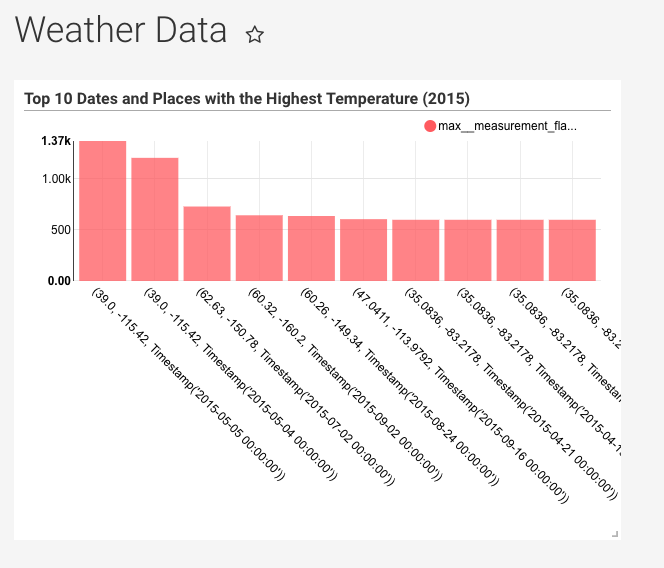 Weather Data
Top 10 Dates and Places with the Highest Temperature (2015)
max__measurement_fla...
1.37k
1.00k
500
0.00
(39.0, -115.42, Timestamp('2015-05-05 00:00:00'))
(39.0, -115.42, Timestamp('2015-05-04 00:00:00'))
(62.63, -150.78, Timestamp('2015-07-02 00:00:00'))
(60.32, -160.2, Timestamp('2015-09-02 00:00:00'))
(60.26, -149.34, Timestamp('2015-08-24 00:00:00'))
(47.0411, -113.9792, Timestamp('2015-09-16 00:00:00'))
(35.0836, -83.2178, Timestamp('2015-04-21 00:00:00'))
(35.0836, -83.2178, Timestamp('2015-04-1
(35.0836, -83.2178, Timestam
(35.0836, -83.2